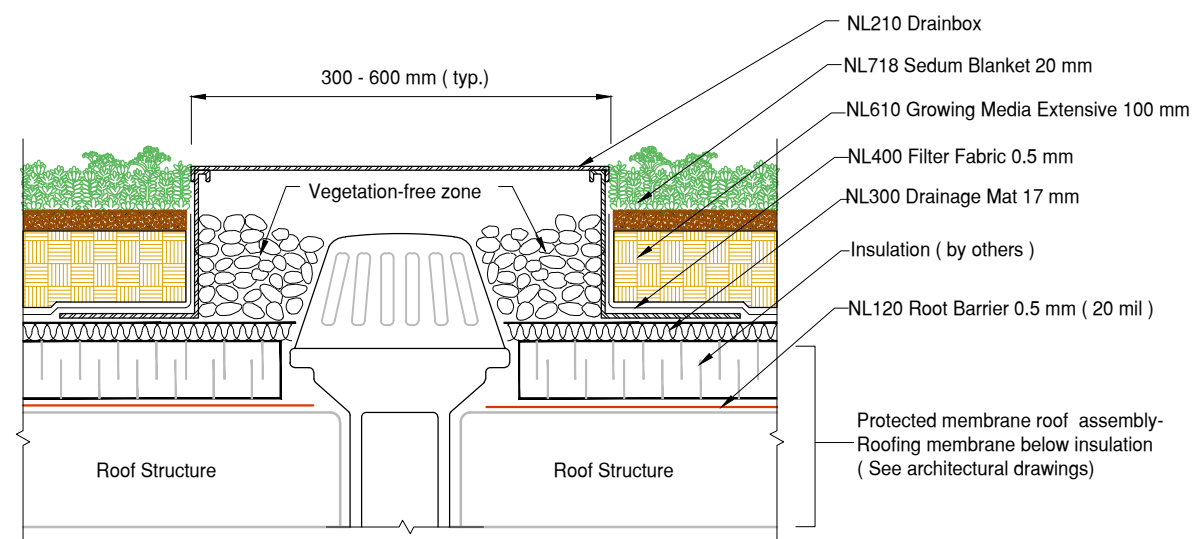 NL210 Drainbox
NL718 Sedum Blanket 20 mm
300 - 600 mm ( typ.)
NL610 Growing Media Extensive 100 mm
NL400 Filter Fabric 0.5 mm
Vegetation-free zone
NL300 Drainage Mat 17 mm
Insulation ( by others )
NL120 Root Barrier 0.5 mm ( 20 mil )
Protected membrane roof assembly-
Roofing membrane below insulation
( See architectural drawings)
Roof Structure
Roof Structure